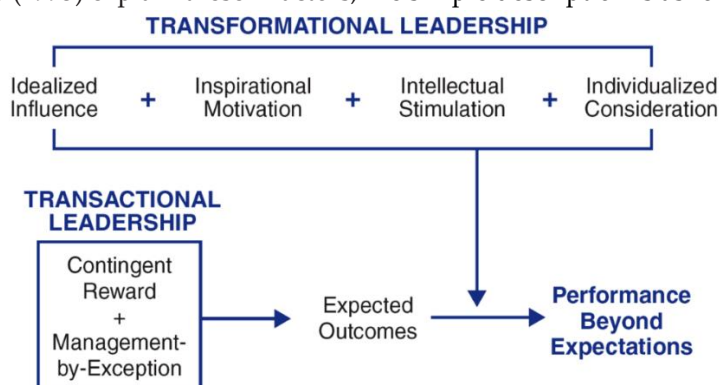 TRANSFORMATIONAL LEADERSHIP
Idealized
Influence
+
Inspirational
Motivation
+
Intellectual
Stimulation
+
Individualized
Consideration
TRANSACTIONAL
LEADERSHIP
Contingent
Reward
+
Management-
by-Exception
Expected
Outcomes
Performance
Beyond
Expectations